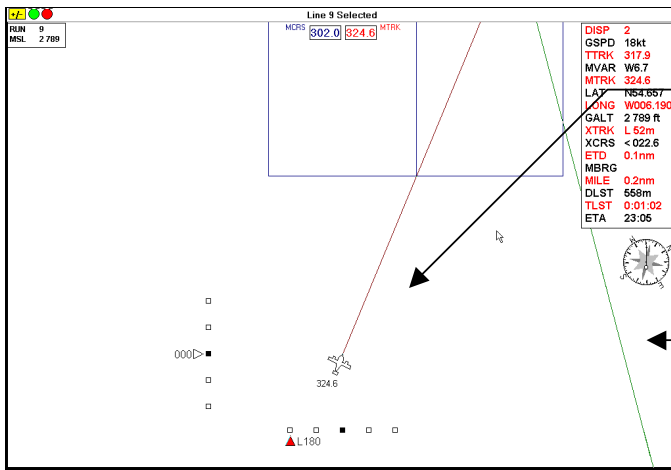 +/-
Line 9 Selected
RUN 9
MSL 2 789
MCRS 302.0 324.6 MTRK
DISP 2
GSPD 18kt
TTRK 317.9
MVAR W6.7
MTRK 324.6
LAT N54.657
LONG W006.190
GALT 2 789 ft
XTRK L 52m
XCRS < 022.6
ETD 0.1nm
MBRG
MILE 0.2nm
DLST 558m
TLST 0:01:02
ETA 23:05
N
N
S
E
000
324.6
L180